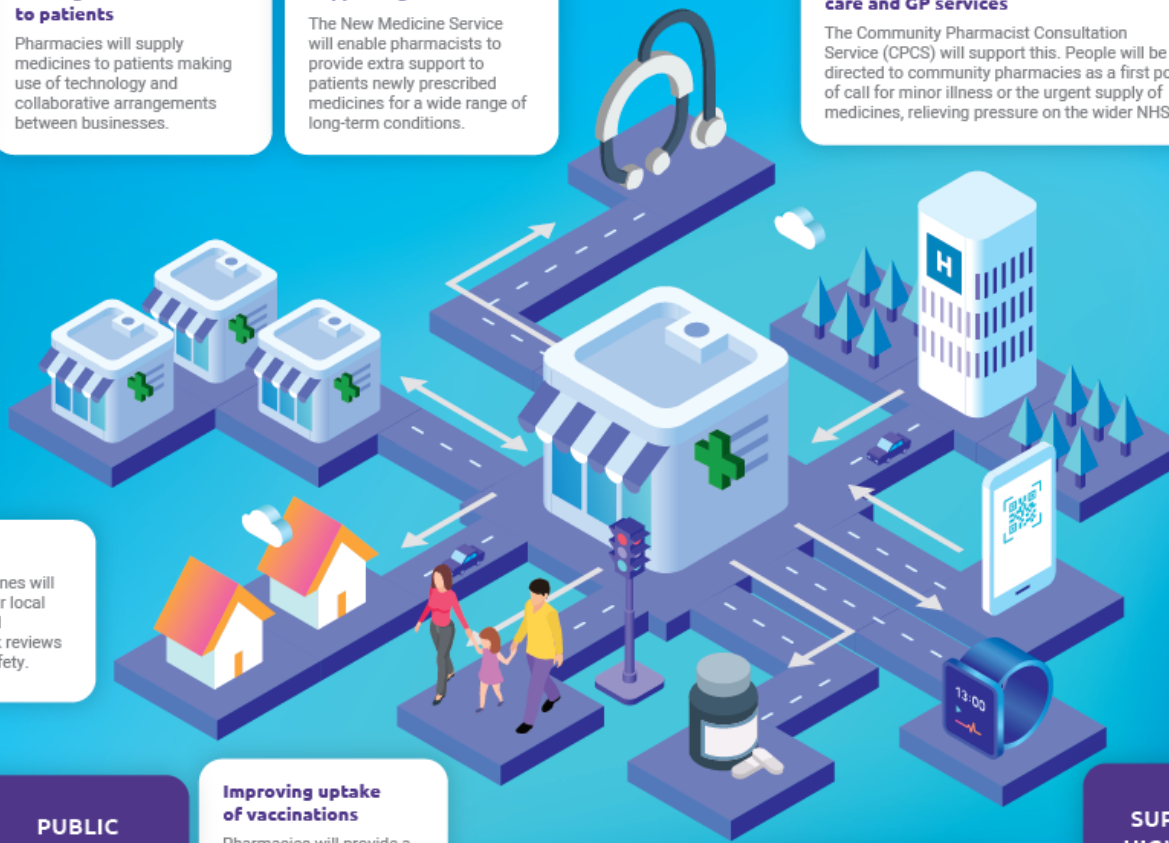 to patients
Pharmacies will supply
medicines to patients making
use of technology and
collaborative arrangements
between businesses.
The New Medicine Service
will enable pharmacists to
provide extra support to
patients newly prescribed
medicines for a wide range of
long-term conditions.
care and GP services
The Community Pharmacist Consultation
Service (CPCS) will support this. People will be
directed to community pharmacies as a first po
of call for minor illness or the urgent supply of
medicines, relieving pressure on the wider NHS
H
nes will
r local
reviews
fety.
13:00
PUBLIC
Improving uptake
of vaccinations
Pharmacies will provide a
SUP